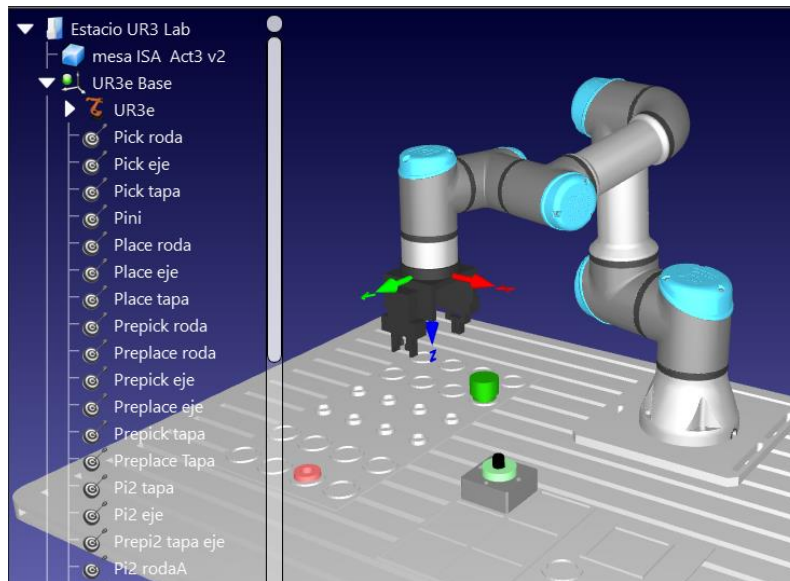 Estacio UR3 Lab
mesa ISA Act3 v2
UR3e Base
UR3e
Pick roda
Pick eje
Pick tapa
Pini
Place roda
Place eje
Place tapa
Prepick roda
Preplace roda
Prepick eje
Preplace eje
Prepick tapa
Preplace Tapa
Pi2 tapa
Pi2 eje
Prepi2 tapa eje
Pi2 rodaA
z